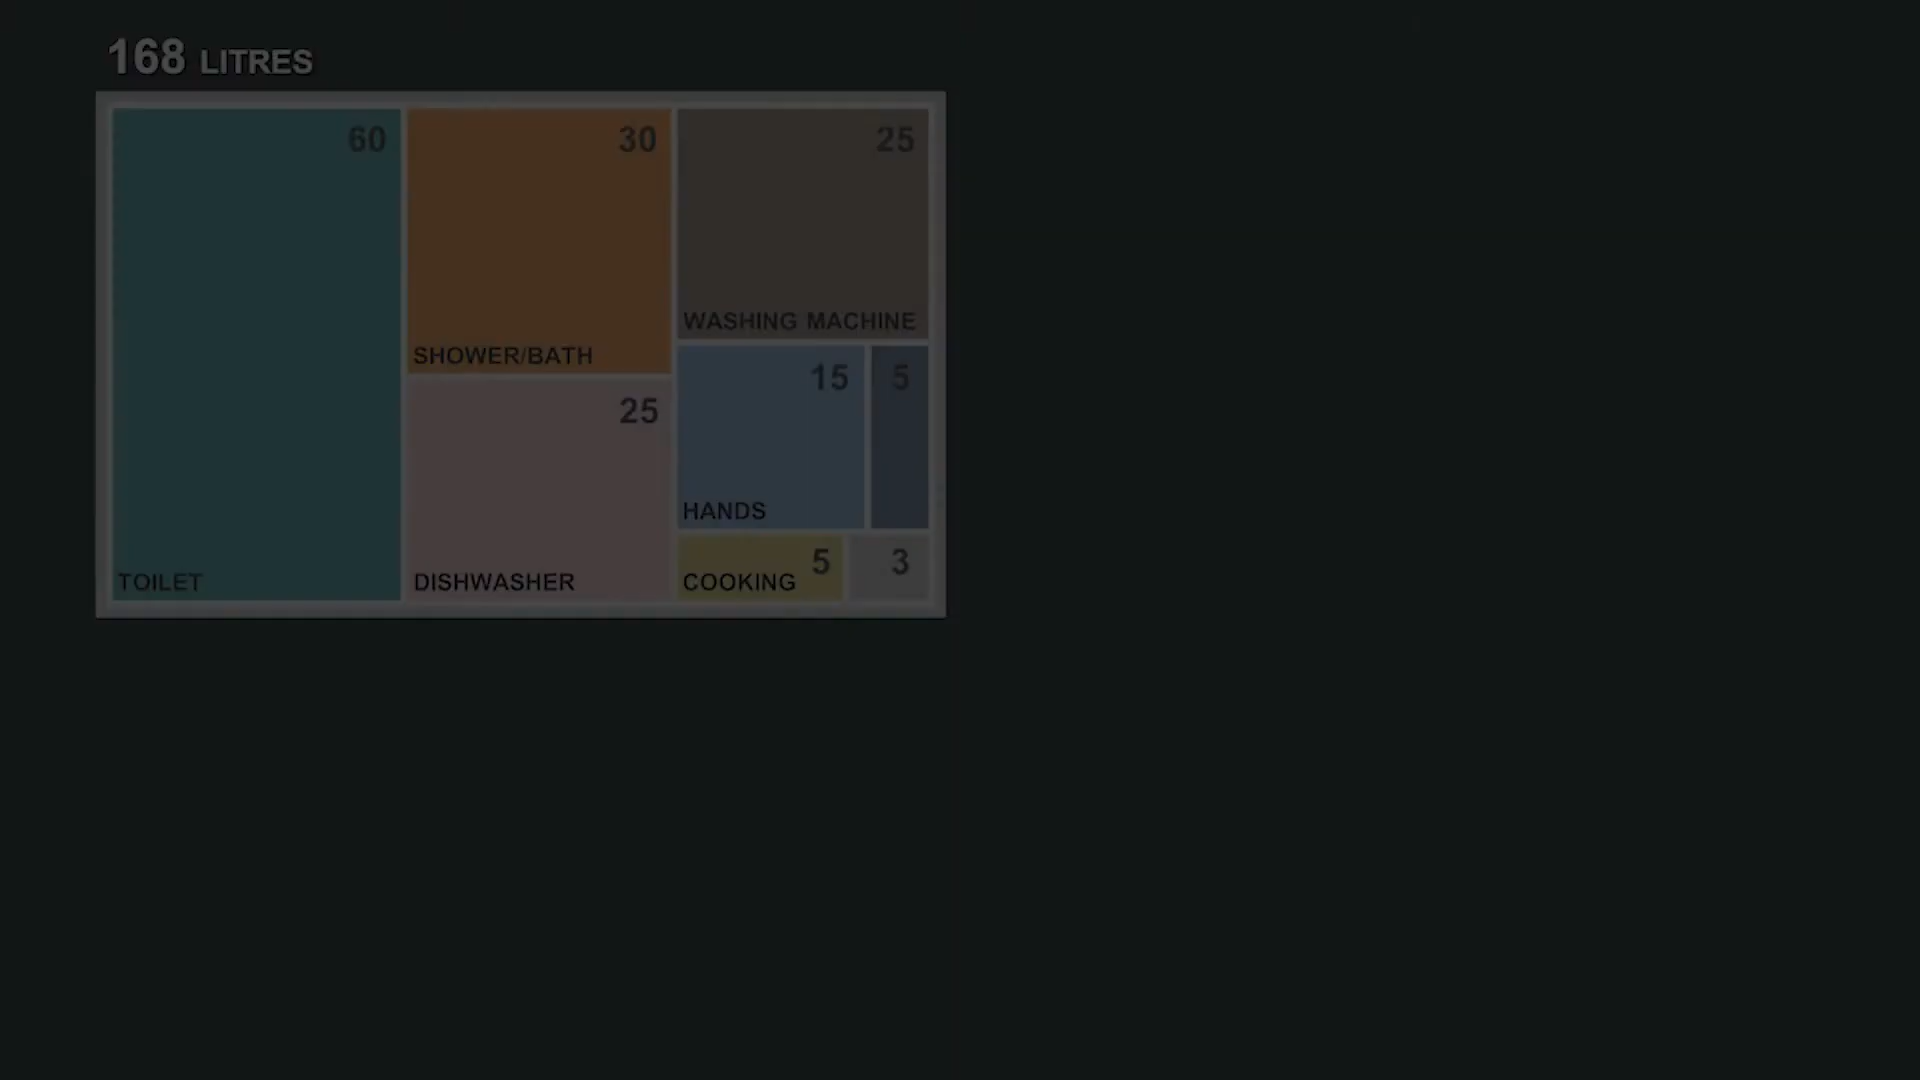 168 LITRES
60
TOILET
30
SHOWER/BATH
25
DISHWASHER
25
WASHING MACHINE
15
HANDS
5
5
COOKING
3